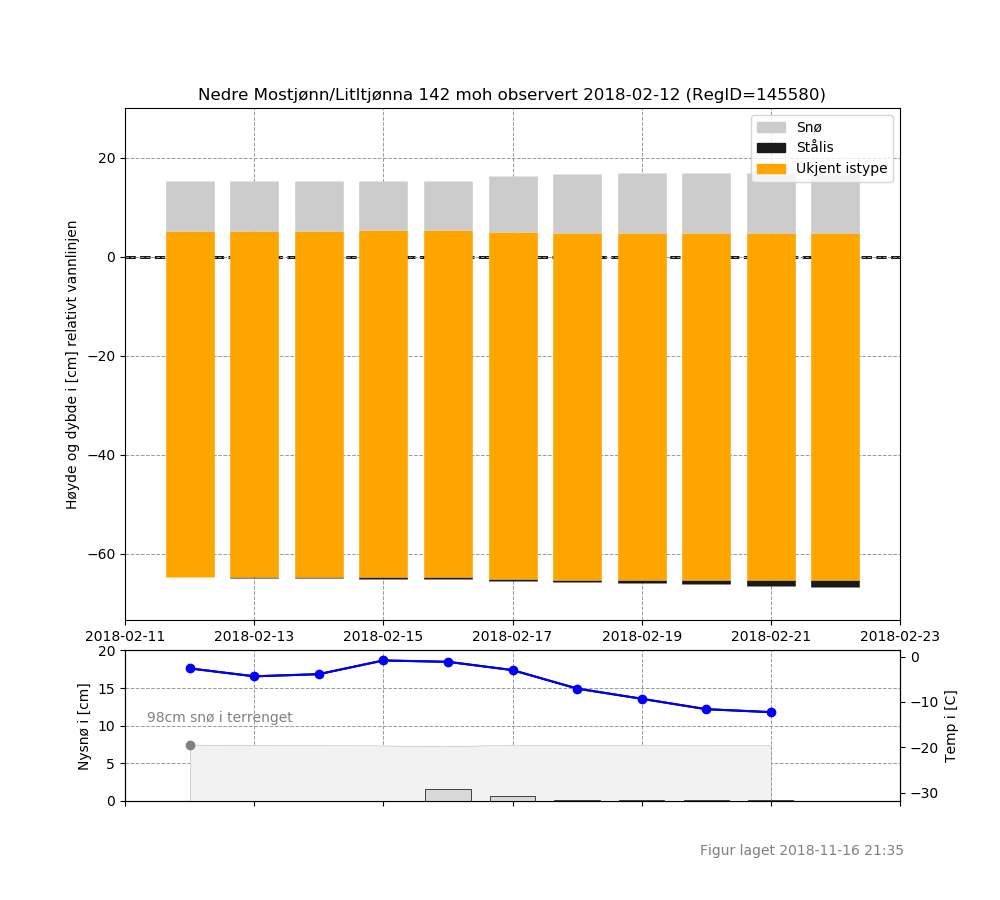 Nedre Mostjønn/Litltjønna 142 moh observert 2018-02-12 (RegID=145580)
Snø
Stålis
Ukjent istype
Høyde og dybde i [cm] relativt vannlinjen
20
0
−20
−40
−60
2018-02-11
2018-02-13
2018-02-15
2018-02-17
2018-02-19
2018-02-21
2018-02-23
Nysnø i [cm]
20
15
10
5
0
98cm snø i terrenget
0
−10
−20
−30
Temp i [C]
Figur laget 2018-11-16 21:35